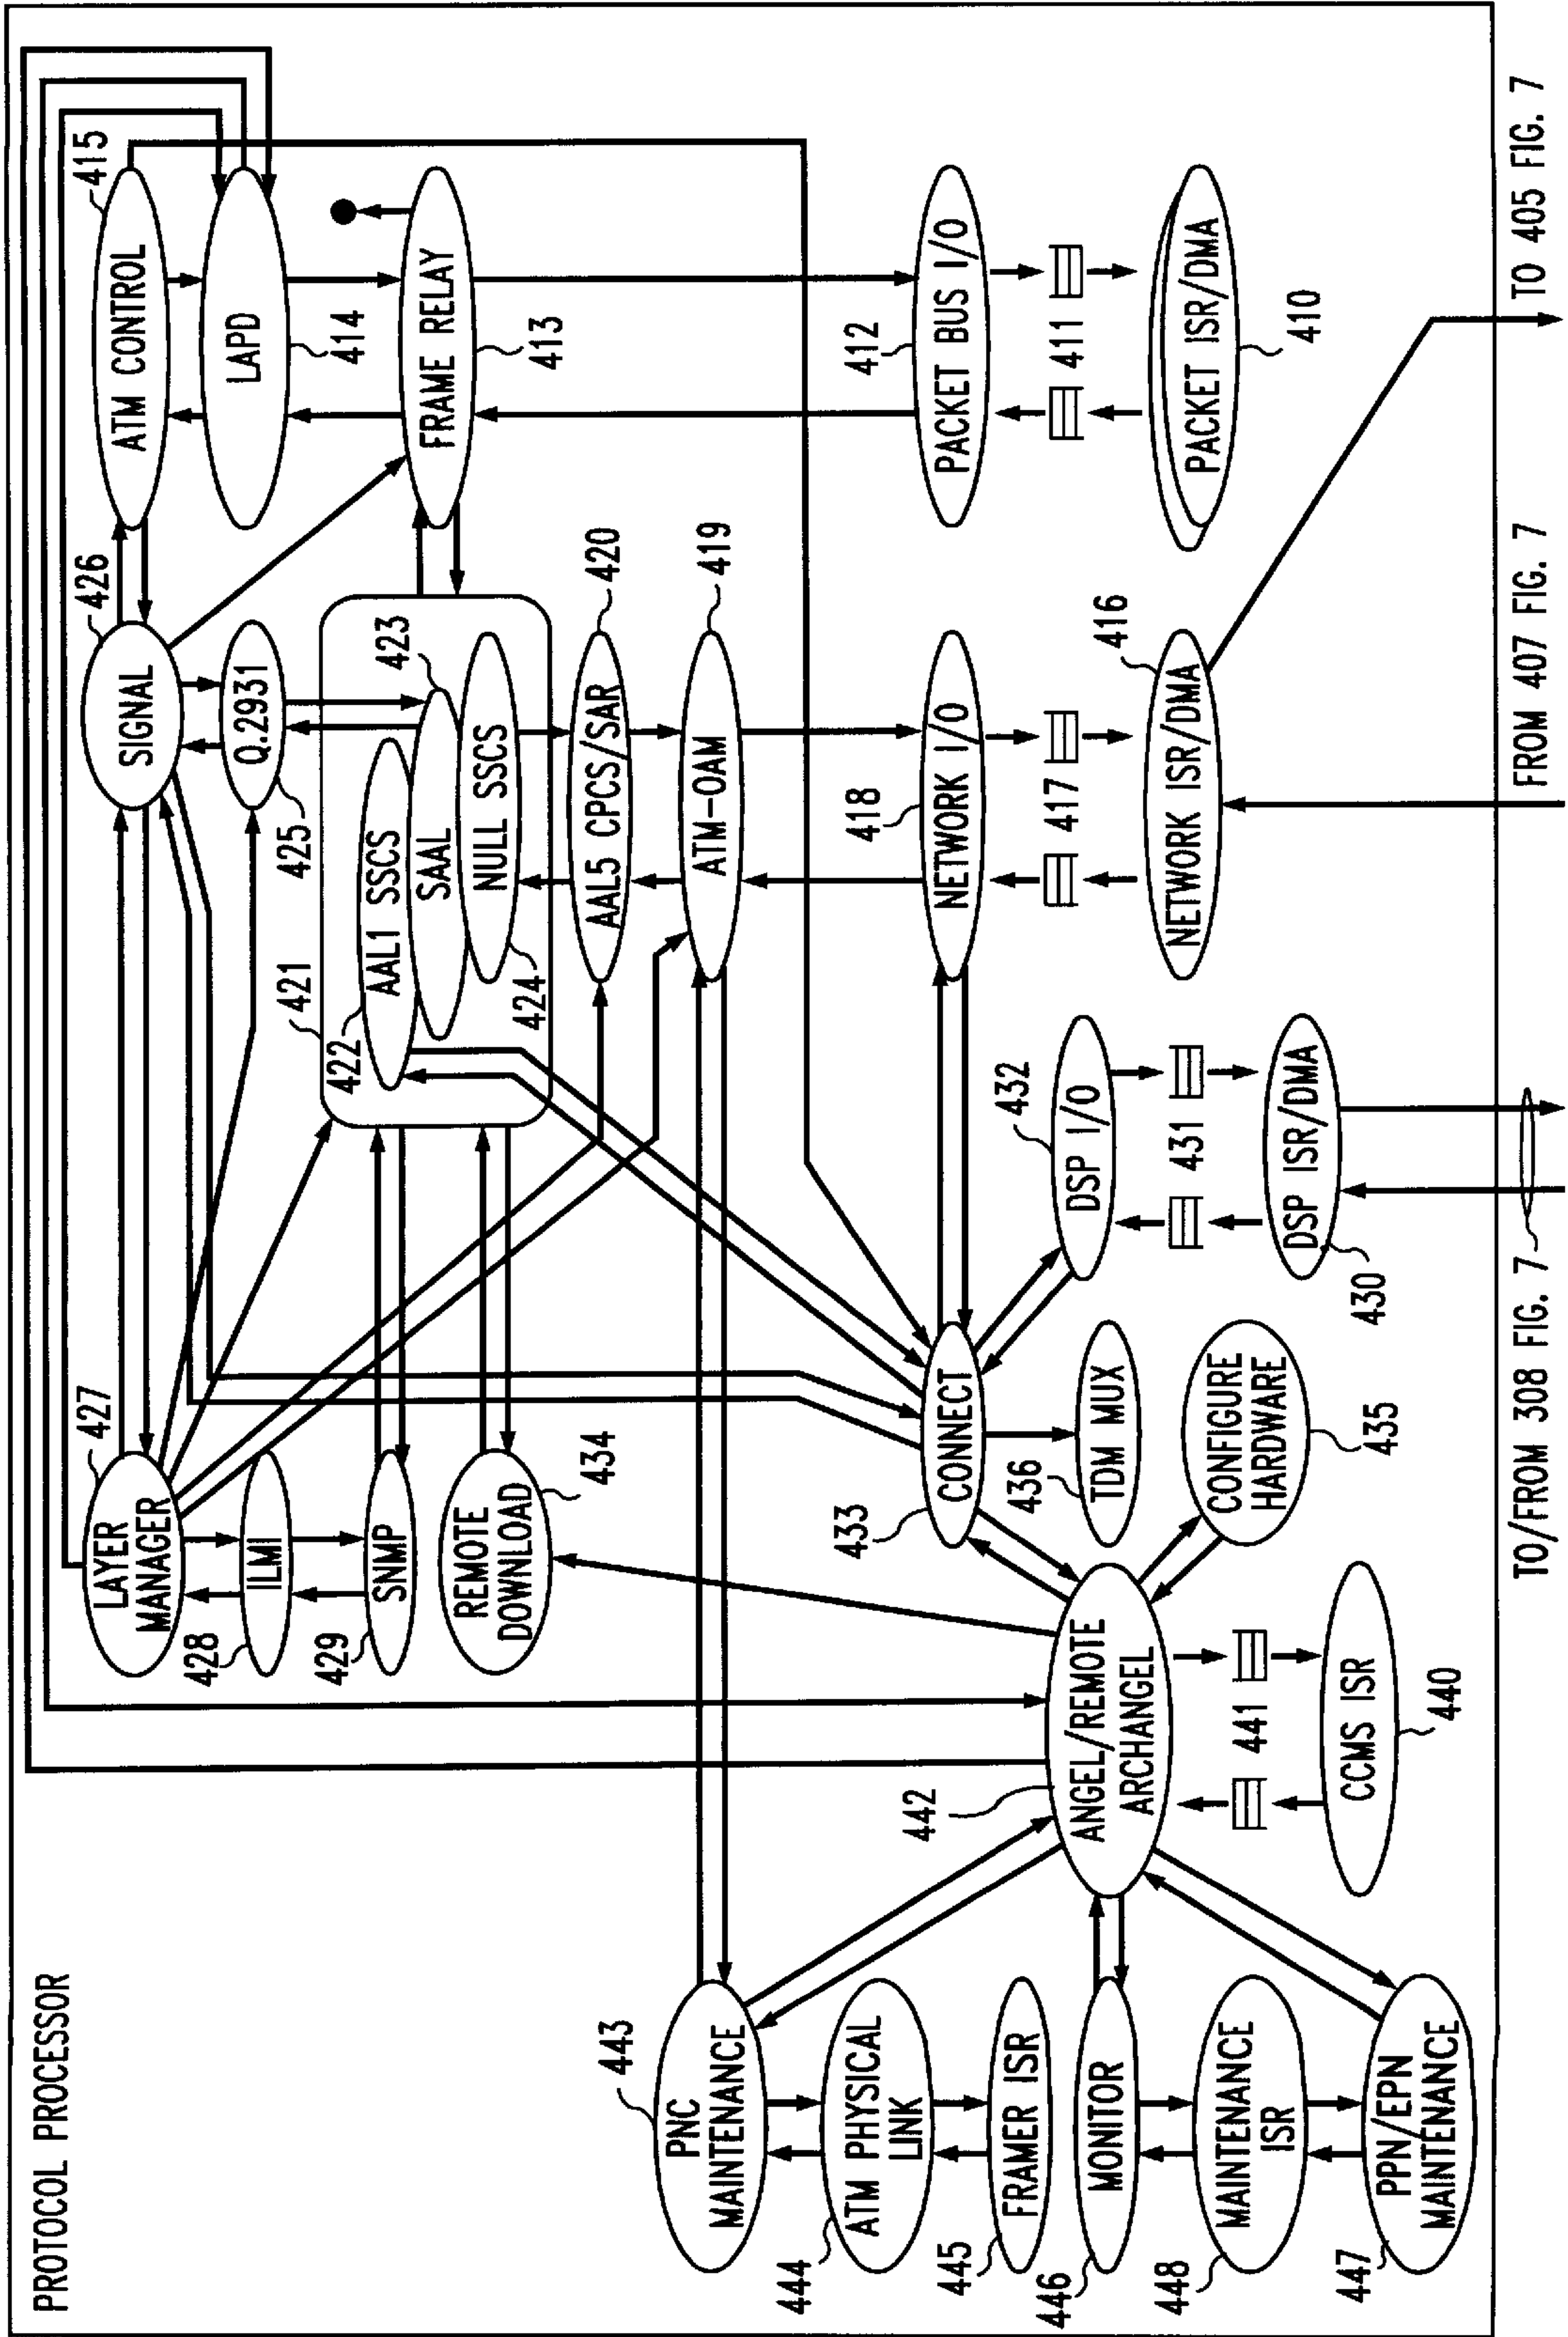 PROTOCOL PROCESSOR
427
LAYER
MANAGER
428
ILMI
429
SNMP
REMOTE
DOWNLOAD
434
426
SIGNAL
Q.2931
425
421
422
AAL1 SSCS
423
SAAL
NULL SSCS
424
420
AAL5 CPCS/SAR
419
ATM-OAM
415
ATM CONTROL
LAPD
414
FRAME RELAY
413
443
PNC
MAINTENANCE
444
ATM PHYSICAL
LINK
445
FRAMER ISR
446
MONITOR
448
MAINTENANCE
ISR
447
PPN/EPN
MAINTENANCE
442
ANGEL/REMOTE
ARCHANGEL
441
CCMS ISR
440
433
CONNECT
436
TDM MUX
CONFIGURE
HARDWARE
435
432
DSP I/O
431
DSP ISR/DMA
430
418
NETWORK I/O
417
416
NETWORK ISR/DMA
412
PACKET BUS I/O
411
PACKET ISR/DMA
410
TO/FROM 308 FIG. 7
FROM 407 FIG. 7
TO 405 FIG. 7